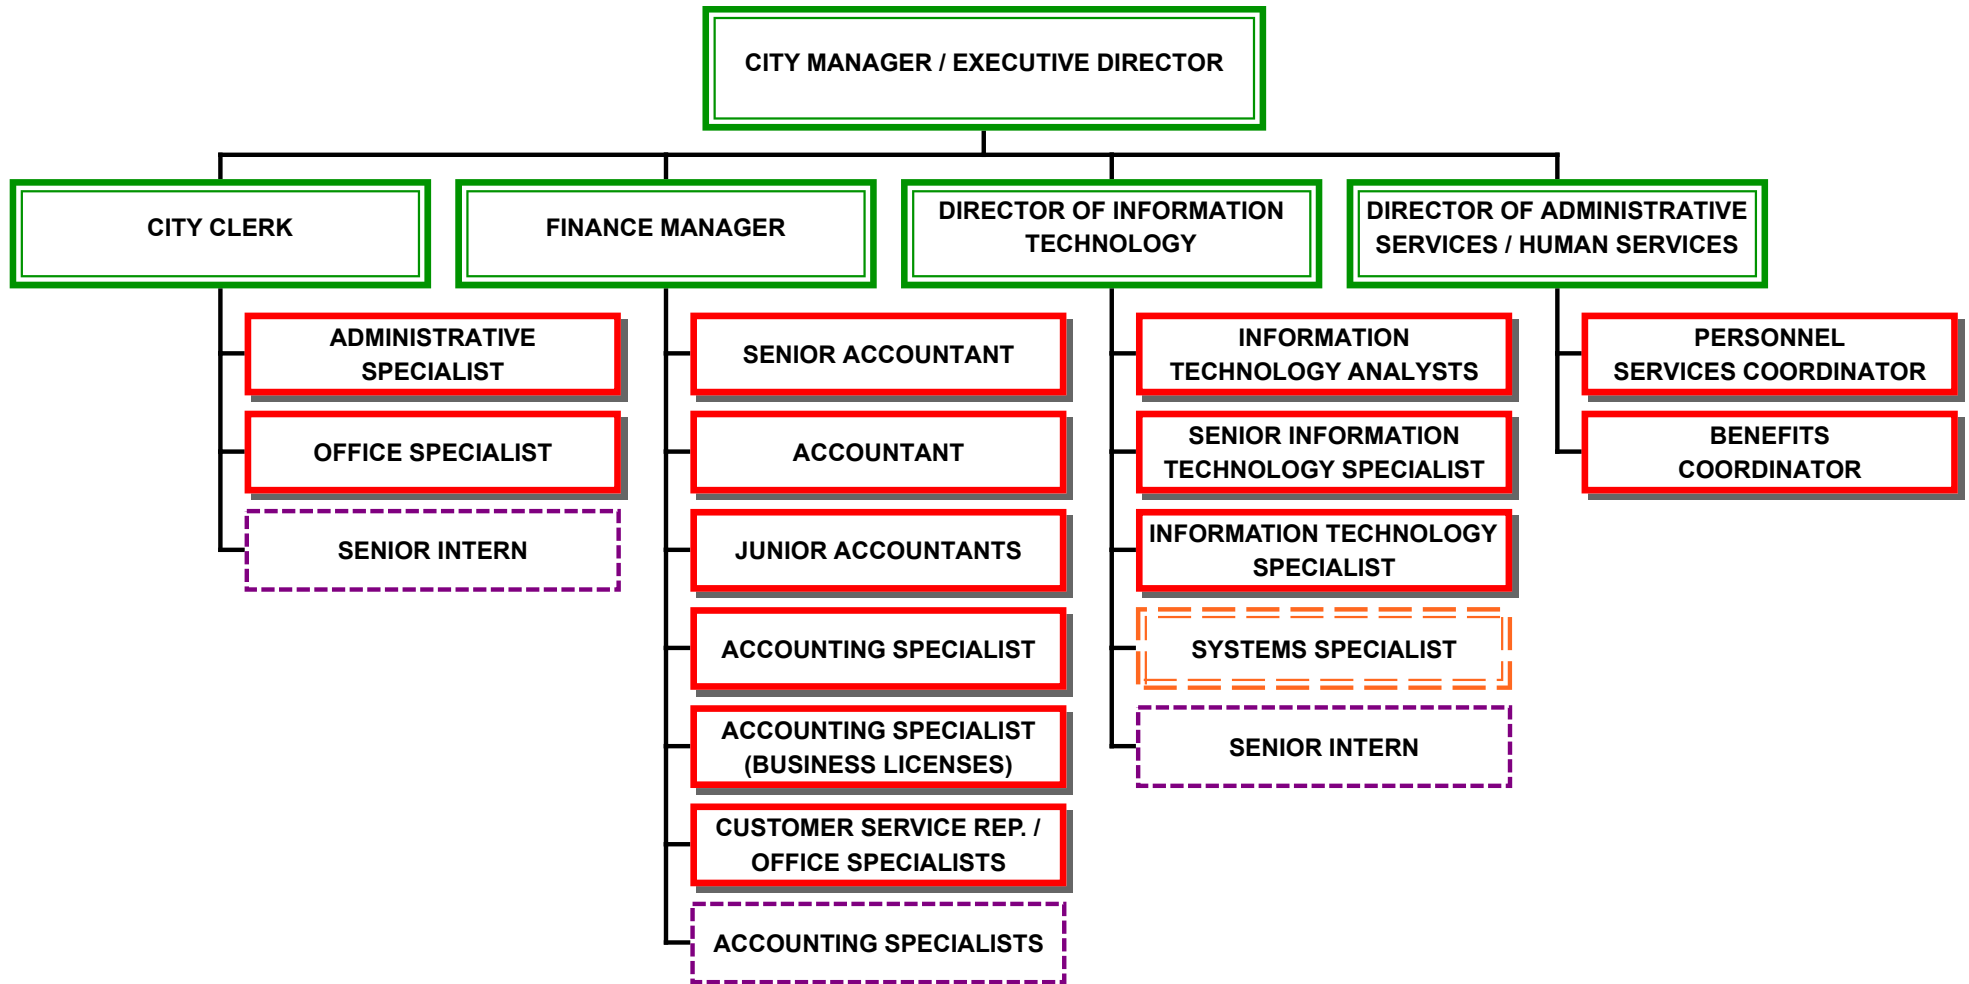 CITY MANAGER / EXECUTIVE DIRECTOR
CITY CLERK
FINANCE MANAGER
DIRECTOR OF INFORMATION
TECHNOLOGY
DIRECTOR OF ADMINISTRATIVE
SERVICES / HUMAN SERVICES
ADMINISTRATIVE
SPECIALIST
OFFICE SPECIALIST
SENIOR INTERN
SENIOR ACCOUNTANT
ACCOUNTANT
JUNIOR ACCOUNTANTS
ACCOUNTING SPECIALIST
ACCOUNTING SPECIALIST
(BUSINESS LICENSES)
CUSTOMER SERVICE REP. /
OFFICE SPECIALISTS
ACCOUNTING SPECIALISTS
INFORMATION
TECHNOLOGY ANALYSTS
SENIOR INFORMATION
TECHNOLOGY SPECIALIST
INFORMATION TECHNOLOGY
SPECIALIST
SYSTEMS SPECIALIST
SENIOR INTERN
PERSONNEL
SERVICES COORDINATOR
BENEFITS
COORDINATOR